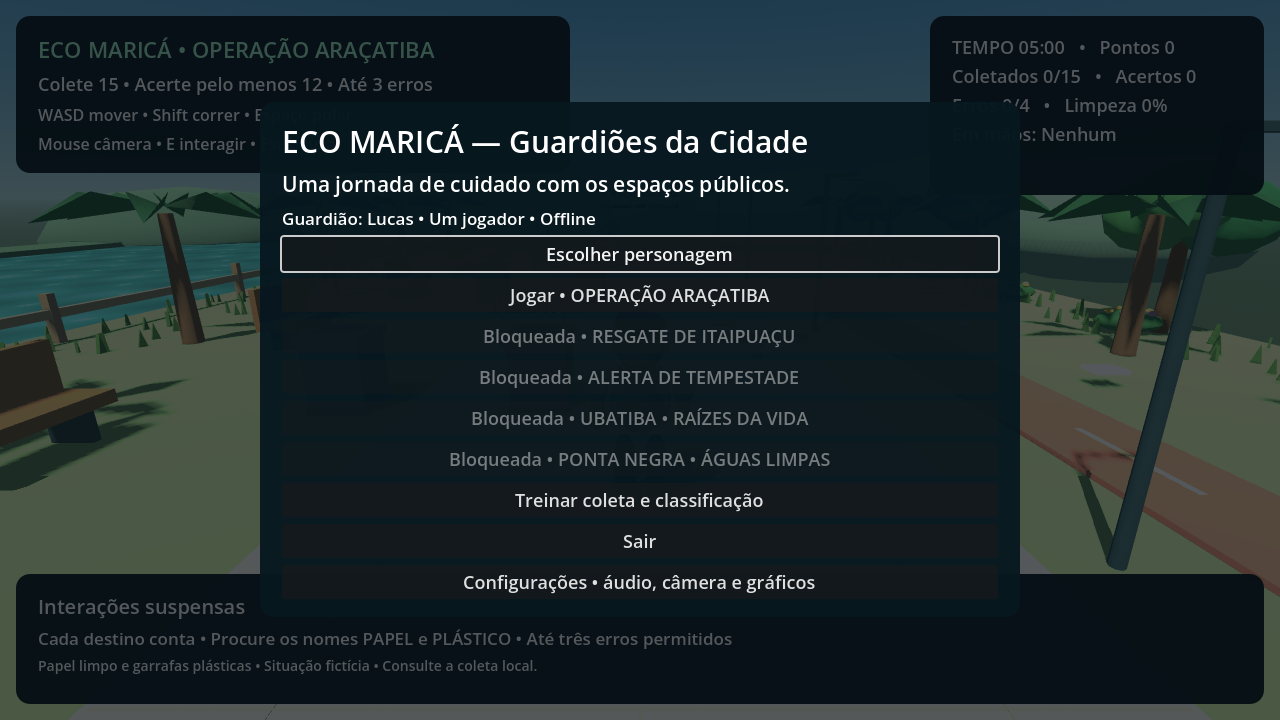 ECO MARICÁ • OPERAÇÃO ARAÇATIBA
Colete 15 • Acerte pelo menos 12 • Até 3 erros
WASD mover • Shift correr •
Mouse câmera • E interagir •
TEMPO 05:00 • Pontos 0
Coletados 0/15 • Acertos 0
0/4 • Limpeza 0%
Nenhum
ECO MARICÁ — Guardiões da Cidade
Uma jornada de cuidado com os espaços públicos.
Guardião: Lucas • Um jogador • Offline
Escolher personagem
Jogar • OPERAÇÃO ARAÇATIBA
Bloqueada • RESGATE DE ITAIPUAÇU
Bloqueada • ALERTA DE TEMPESTADE
Bloqueada • UBATIBA • RAÍZES DA VIDA
Bloqueada • PONTA NEGRA • ÁGUAS LIMPAS
Treinar coleta e classificação
Sair
Configurações • áudio, câmera e gráficos
Interações suspensas
Cada destino conta • Procure os nomes PAPEL e PLÁSTICO • Até três erros permitidos
Papel limpo e garrafas plásticas • Situação fictícia • Consulte a coleta local.